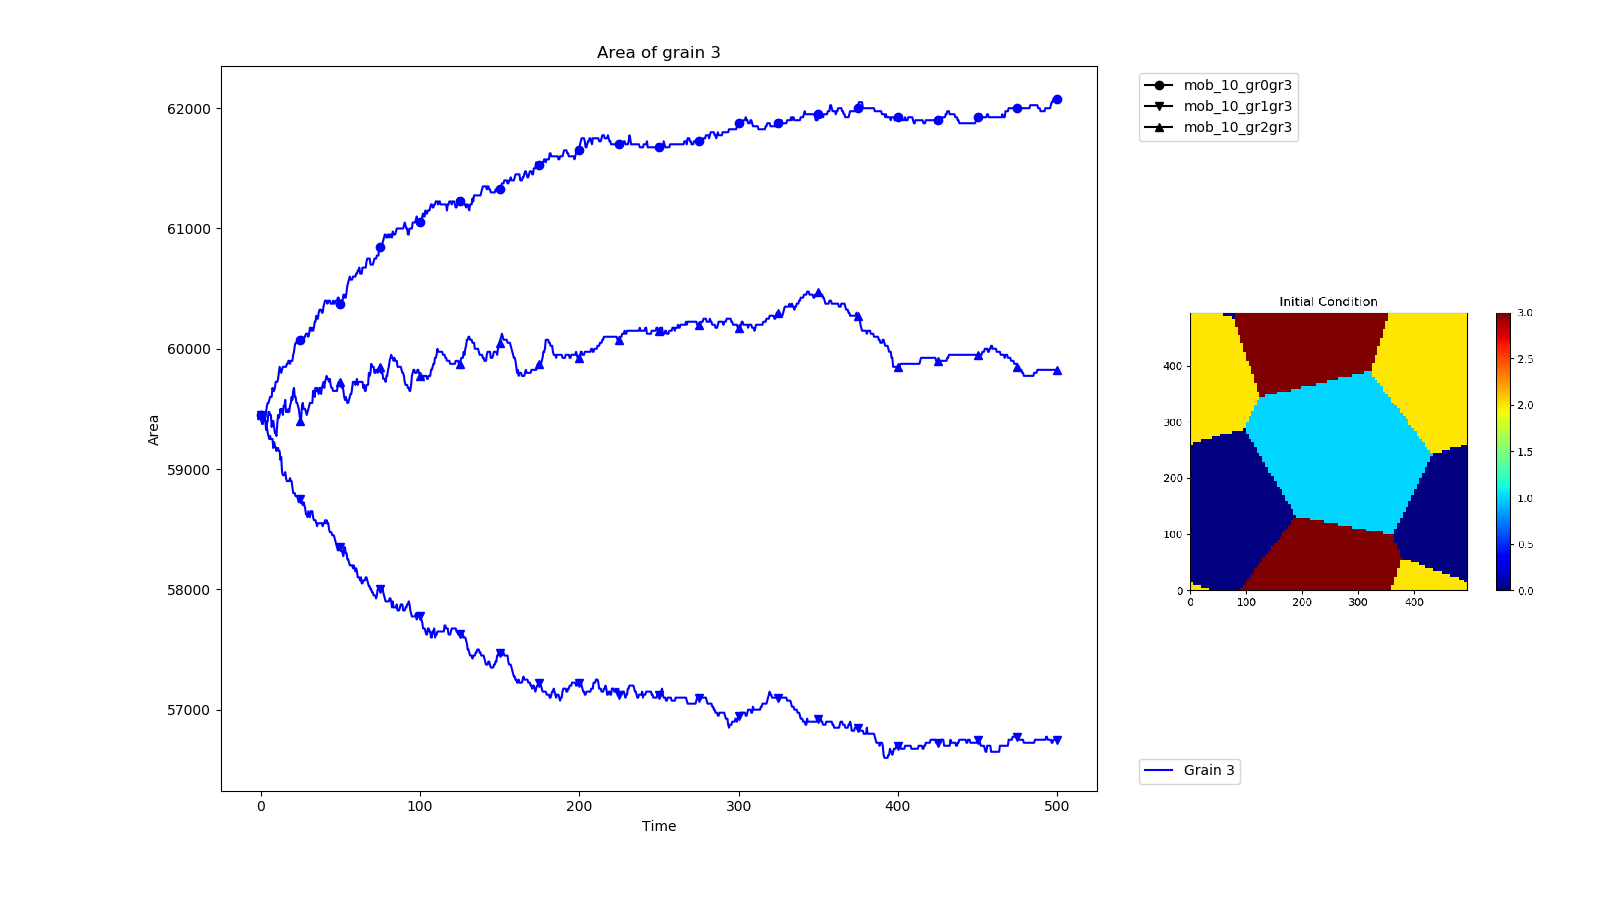 Area of grain 3
62000
61000
60000
59000
58000
57000
Area
0 100 200 300 400 500
Time
mob_10_gr0gr3
mob_10_gr1gr3
mob_10_gr2gr3
Initial Condition
400
300
200
100
0
0 100 200 300 400
3.0
2.5
2.0
1.5
1.0
0.5
0.0
Grain 3